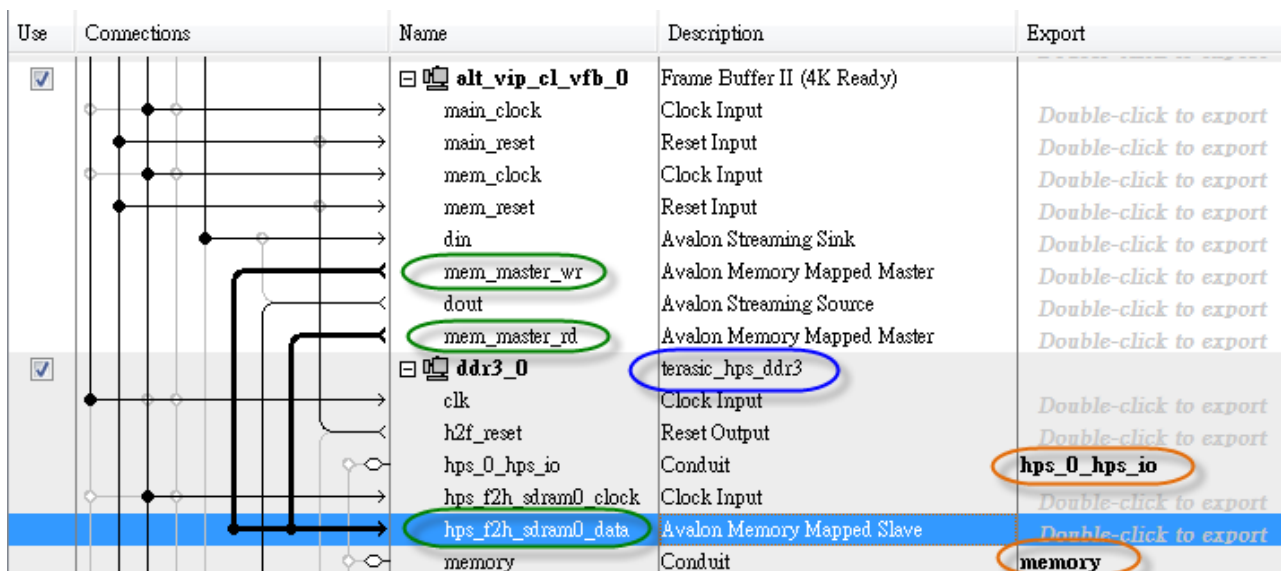 Use Connections Name Description Export
alt_vip_cl_vfb_0 Frame Buffer II (4K Ready)
main_clock Clock Input Double-click to export
main_reset Reset Input Double-click to export
mem_clock Clock Input Double-click to export
mem_reset Reset Input Double-click to export
din Avalon Streaming Sink Double-click to export
mem_master_wr Avalon Memory Mapped Master Double-click to export
dout Avalon Streaming Source Double-click to export
mem_master_rd Avalon Memory Mapped Master Double-click to export
ddr3_0 terasic_hps_ddr3
clk Clock Input Double-click to export
h2f_reset Reset Output Double-click to export
hps_0_hps_io Conduit hps_0_hps_io
hps_f2h_sdram0_clock Clock Input Double-click to export
hps_f2h_sdram0_data Avalon Memory Mapped Slave Double-click to export
memory Conduit memory